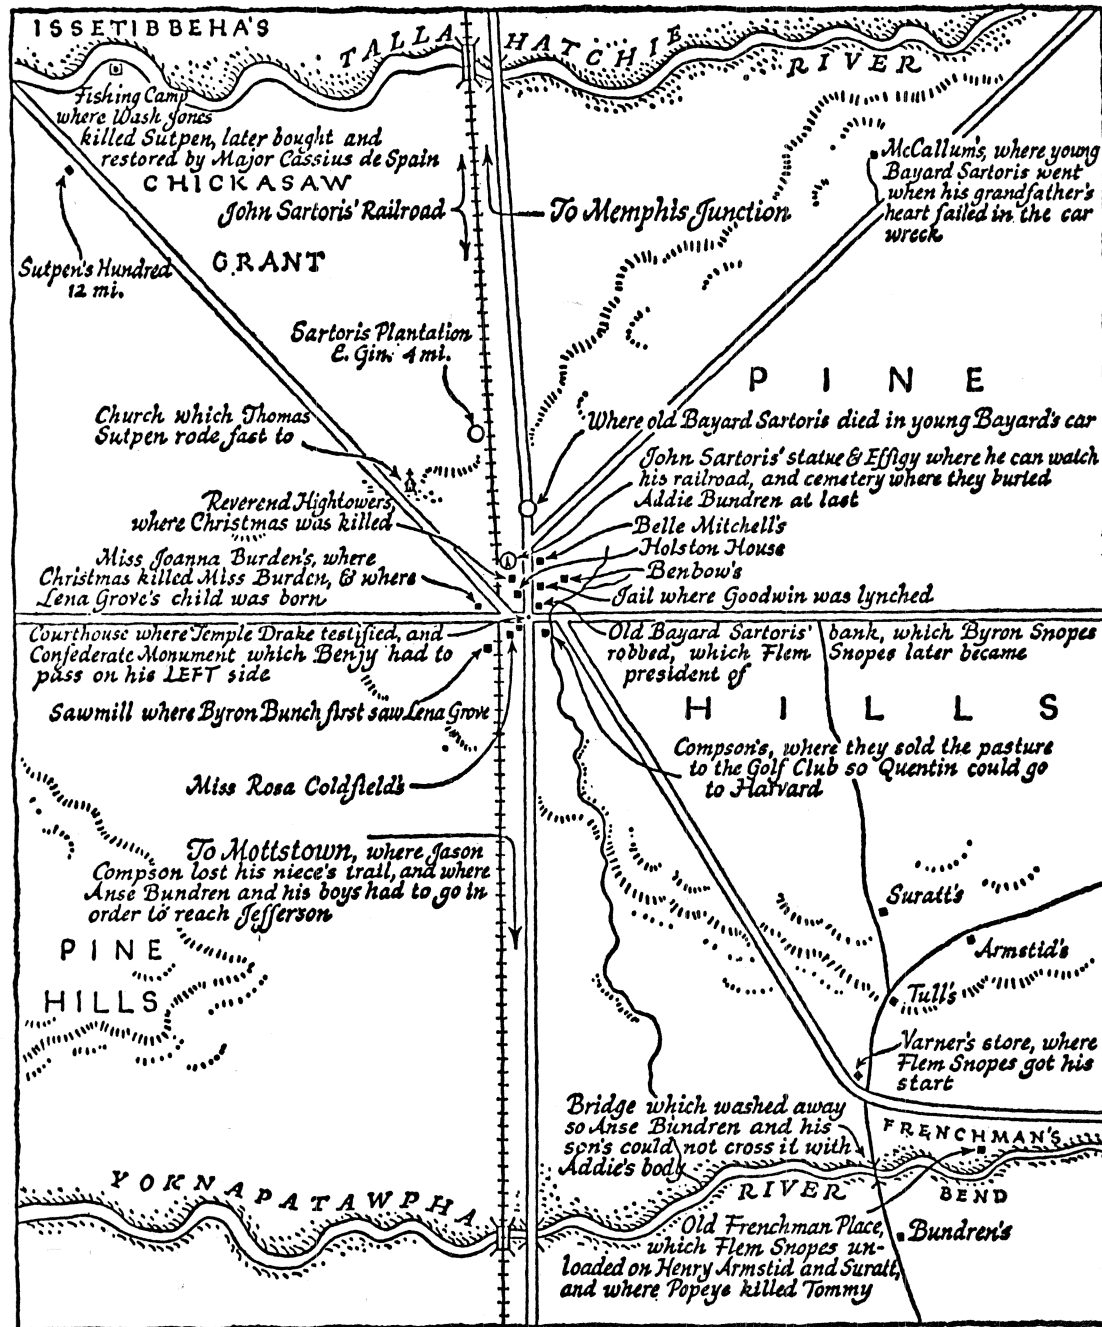 ISSETIBBEHA'S
TALLAHATCHIE
RIVER
Fishing Camp
where Wash Jones
killed Sutpen, later bought and
restored by Major Cassius de Spain
CHICKASAW
GRANT
John Sartoris' Railroad
To Memphis Junction
McCallum's, where young
Bayard Sartoris went
when his grandfather's
heart failed in the car
wreck
Sutpen's Hundred
12 mi.
Sartoris Plantation
E. Gin. 4 mi.
PINE
Church which Thomas
Sutpen rode fast to
Where old Bayard Sartoris died in young Bayard's car
John Sartoris' statue & Effigy where he can watch
his railroad, and cemetery where they buried
Addie Bundren at last
Reverend Hightower's,
where Christmas was killed
Belle Mitchell's
Holston House
Benbow's
Jail where Goodwin was lynched
Miss Joanna Burden's, where
Christmas killed Miss Burden, & where
Lena Grove's child was born
Courthouse where Temple Drake testified, and
Confederate Monument which Benjy had to
pass on his LEFT side
Old Bayard Sartoris' bank, which Byron Snopes
robbed, which Flem Snopes later became
president of
Sawmill where Byron Bunch first saw Lena Grove
HILLS
Compson's, where they sold the pasture
to the Golf Club so Quentin could go
to Harvard
Miss Rosa Coldfield's
To Mottstown, where Jason
Compson lost his niece's trail, and where
Anse Bundren and his boys had to go in
order to reach Jefferson
PINE
HILLS
Suratt's
Armstid's
Tull's
Varner's store, where
Flem Snopes got his
start
Bridge which washed away
so Anse Bundren and his
son's could not cross it with
Addie's body
FRENCHMAN'S
BEND
YOKNAPATAWPHA
RIVER
Old Frenchman Place,
which Flem Snopes un-
loaded on Henry Armstid and Suratt,
and where Popeye killed Tommy
Bundren's